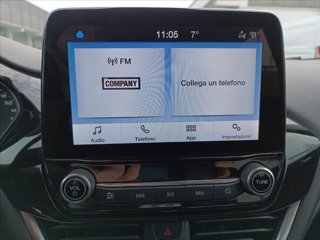 11:05 7°
FM
COMPANY
Collega un telefono
Audio Telefono App Impostazioni
VOL TUNE